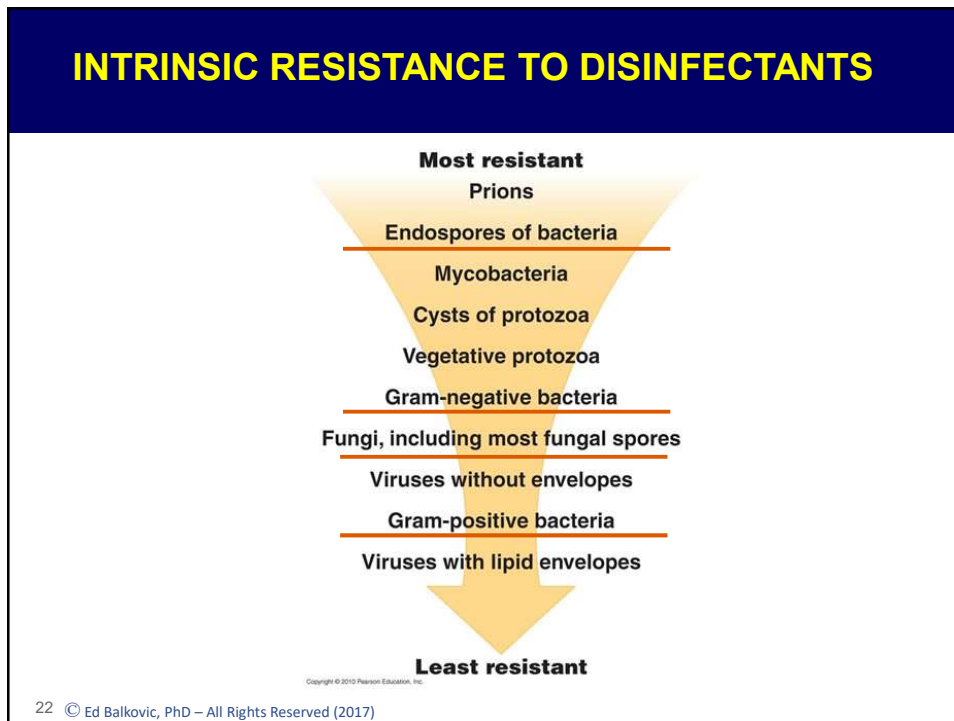 INTRINSIC RESISTANCE TO DISINFECTANTS
Most resistant
Prions
Endospores of bacteria
Mycobacteria
Cysts of protozoa
Vegetative protozoa
Gram-negative bacteria
Fungi, including most fungal spores
Viruses without envelopes
Gram-positive bacteria
Viruses with lipid envelopes
Least resistant
Copyright © 2010 Pearson Education, Inc.
22 © Ed Balkovic, PhD – All Rights Reserved (2017)